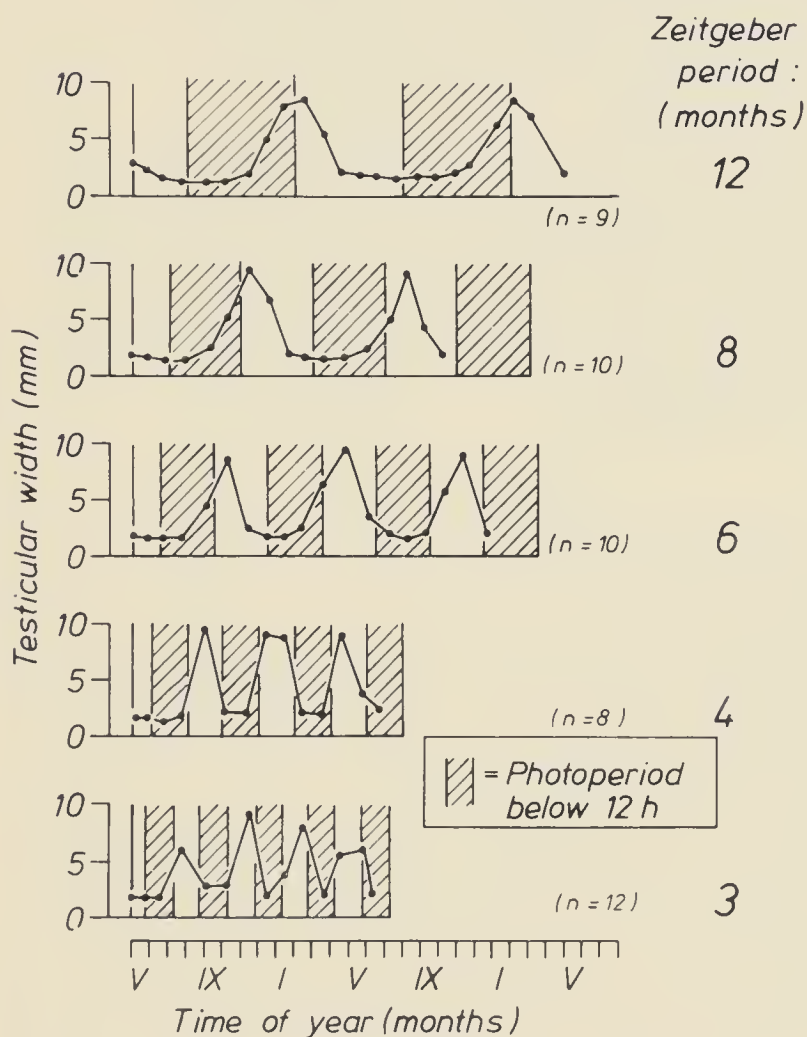 Zeitgeber
period :
(months)
Testicular width (mm)
10
5
0
(n = 9)
12
10
5
0
(n = 10)
8
10
5
0
(n = 10)
6
10
5
0
(n = 8)
4
= Photoperiod
below 12 h
10
5
0
(n = 12)
3
V IX I V IX I V
Time of year (months)